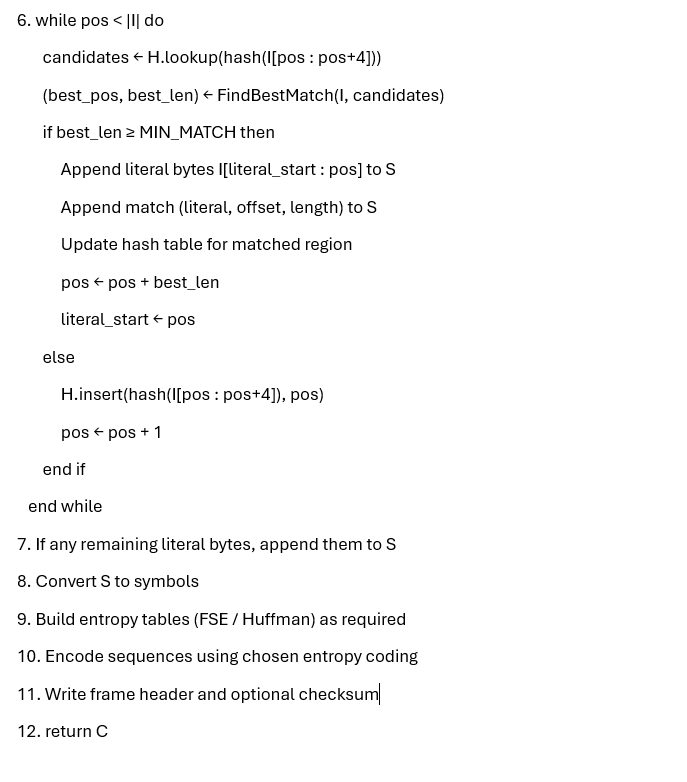 6. while pos < |I| do
candidates ← H.lookup(hash(I[pos : pos+4]))
(best_pos, best_len) ← FindBestMatch(I, candidates)
if best_len ≥ MIN_MATCH then
Append literal bytes I[literal_start : pos] to S
Append match (literal, offset, length) to S
Update hash table for matched region
pos ← pos + best_len
literal_start ← pos
else
H.insert(hash(I[pos : pos+4]), pos)
pos ← pos + 1
end if
end while
7. If any remaining literal bytes, append them to S
8. Convert S to symbols
9. Build entropy tables (FSE / Huffman) as required
10. Encode sequences using chosen entropy coding
11. Write frame header and optional checksum
12. return C